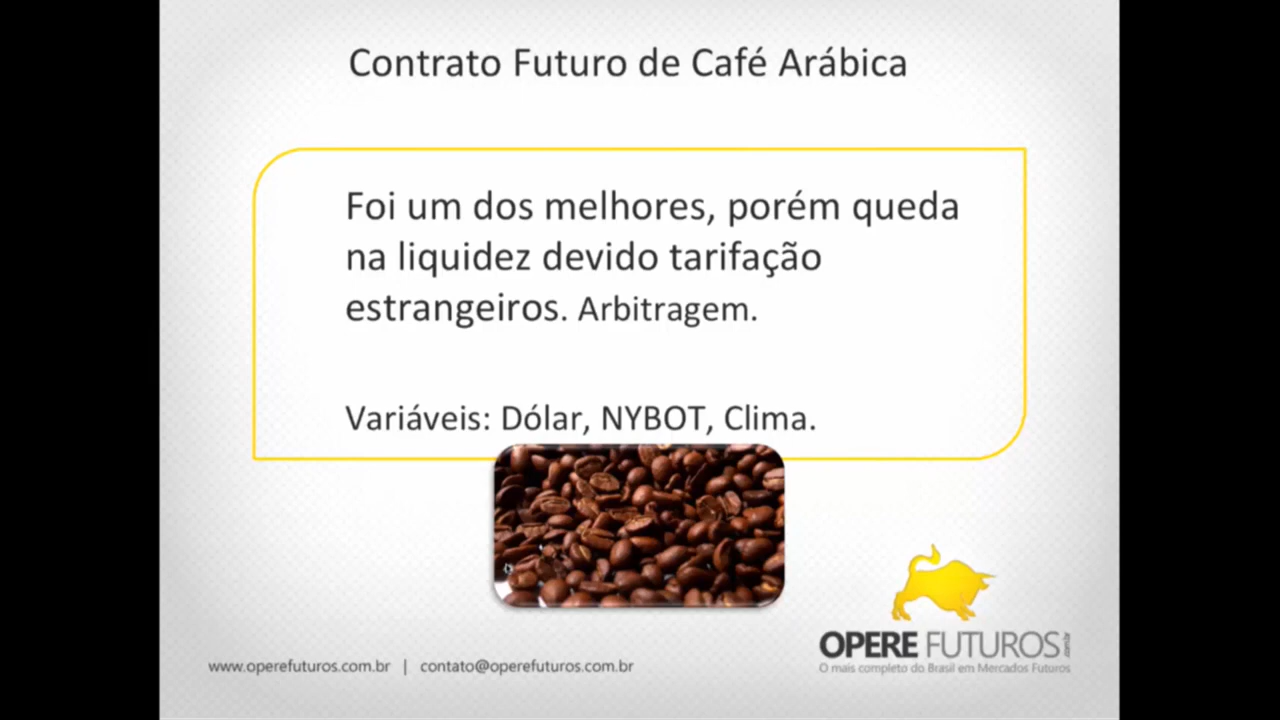 Contrato Futuro de Café Arábica
Foi um dos melhores, porém queda
na liquidez devido tarifação
estrangeiros. Arbitragem.
Variáveis: Dólar, NYBOT, Clima.
OPERE FUTUROS.com.br
O mais completo do Brasil em Mercados Futuros
www.operefuturos.com.br | contato@operefuturos.com.br